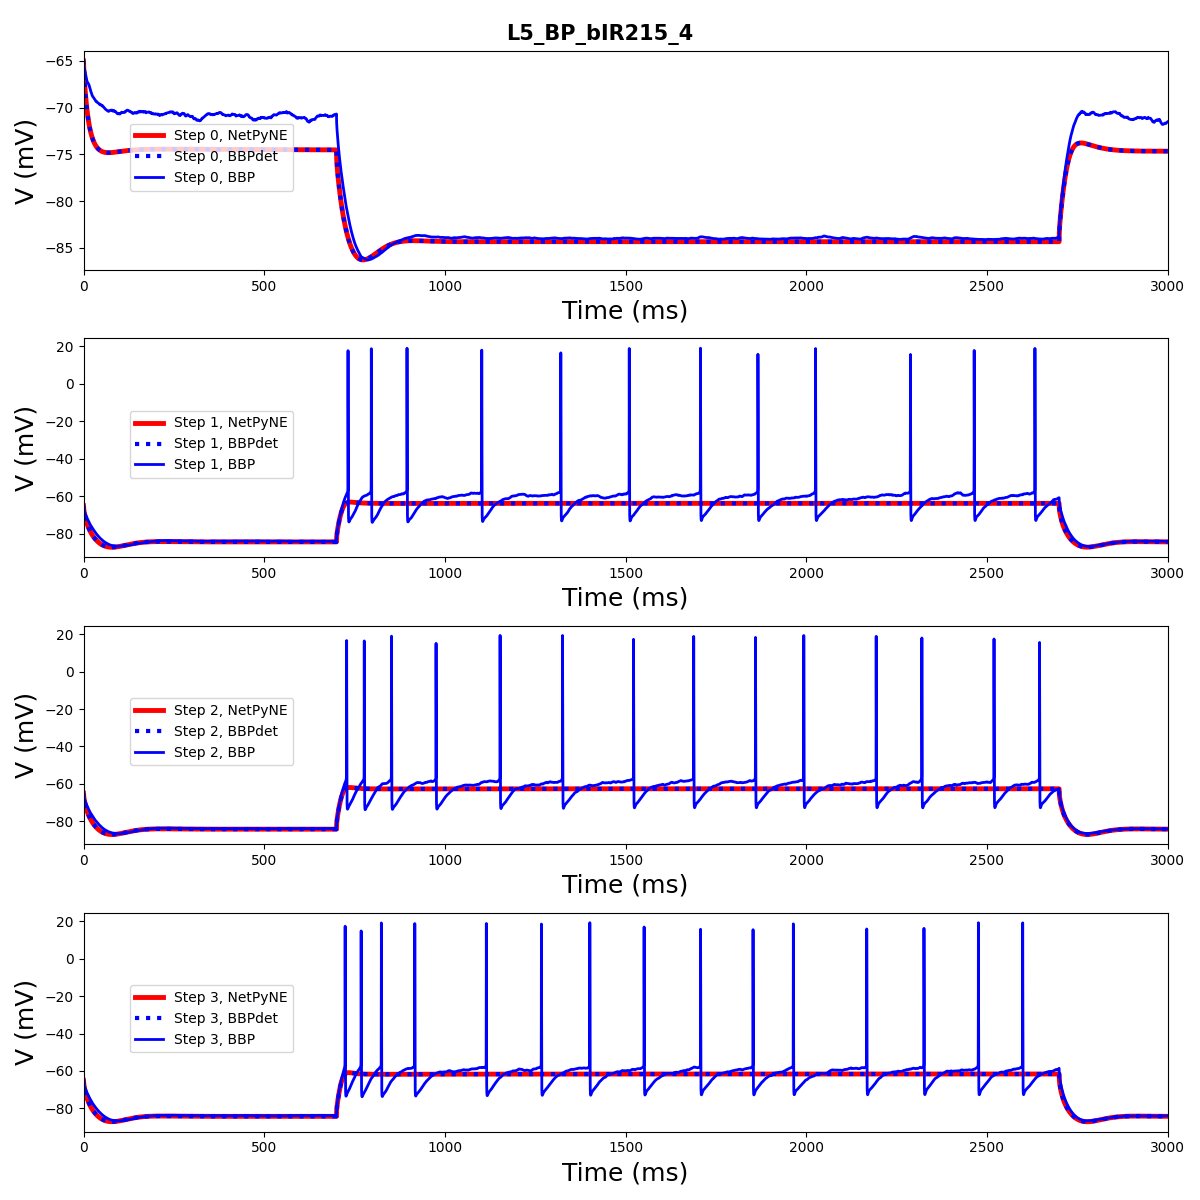 L5_BP_bIR215_4
−65
−70
−75
−80
−85
V (mV)
Step 0, NetPyNE
Step 0, BBPdet
Step 0, BBP
0 500 1000 1500 2000 2500 3000
Time (ms)
20
0
−20
−40
−60
−80
V (mV)
Step 1, NetPyNE
Step 1, BBPdet
Step 1, BBP
0 500 1000 1500 2000 2500 3000
Time (ms)
20
0
−20
−40
−60
−80
V (mV)
Step 2, NetPyNE
Step 2, BBPdet
Step 2, BBP
0 500 1000 1500 2000 2500 3000
Time (ms)
20
0
−20
−40
−60
−80
V (mV)
Step 3, NetPyNE
Step 3, BBPdet
Step 3, BBP
0 500 1000 1500 2000 2500 3000
Time (ms)